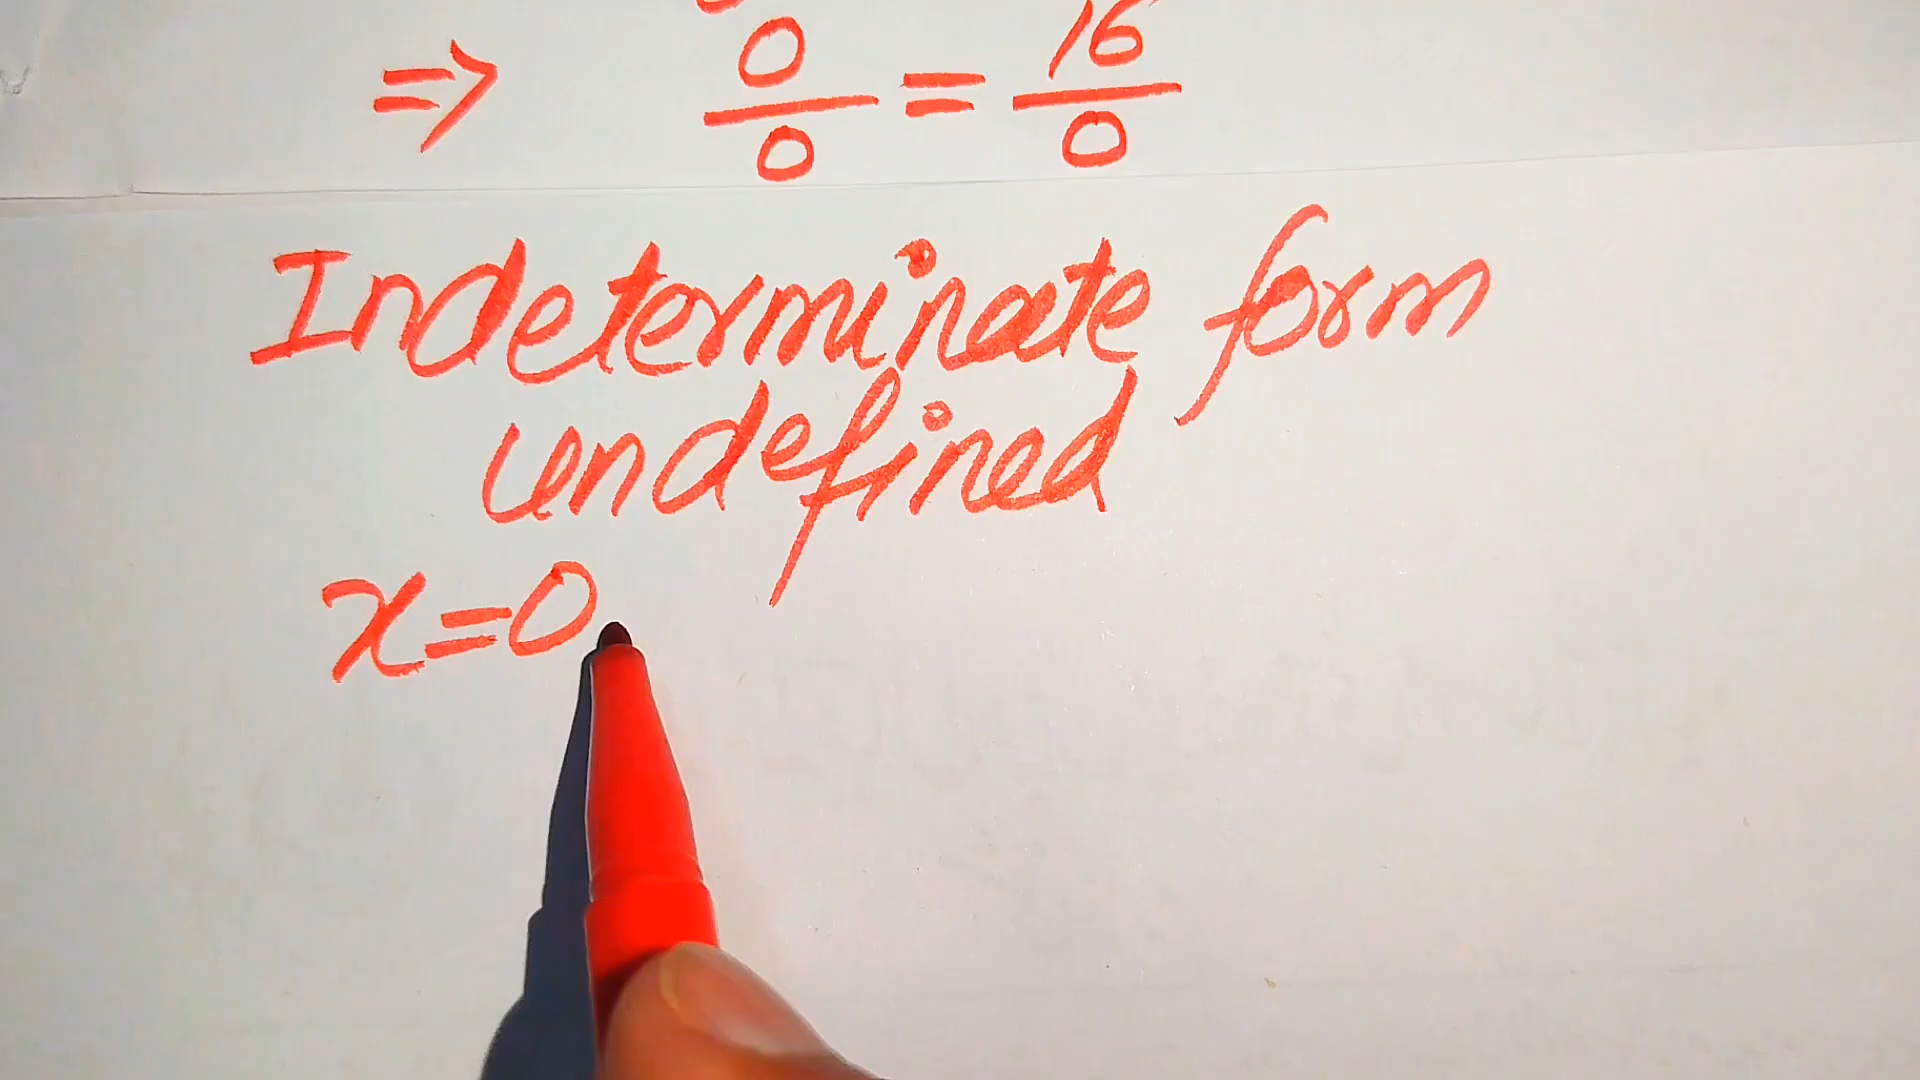 ⇒ 0/0 = 16/0
Indeterminate form
undefined
x=0